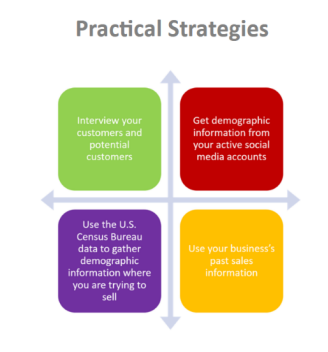 Practical Strategies
Interview your
customers and
potential
customers
Get demographic
information from
your active social
media accounts
Use the U.S.
Census Bureau
data to gather
demographic
information where
you are trying to
sell
Use your business's
past sales
information